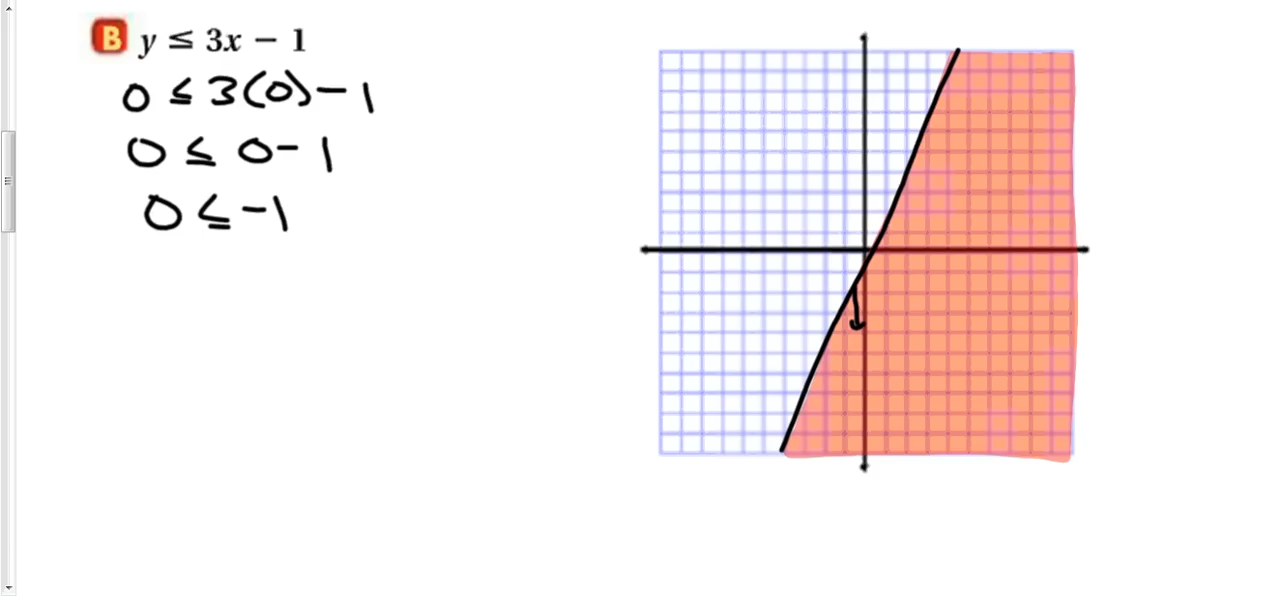 B y ≤ 3x − 1
0 ≤ 3(0) − 1
0 ≤ 0 − 1
0 ≤ −1